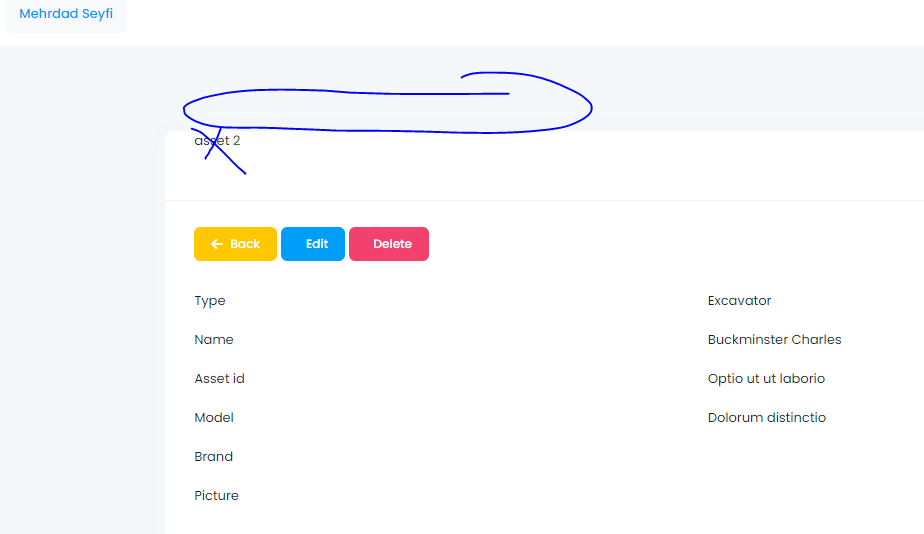 Mehrdad Seyfi
asset 2
Back Edit Delete
Type Excavator
Name Buckminster Charles
Asset id Optio ut ut laborio
Model Dolorum distinctio
Brand
Picture